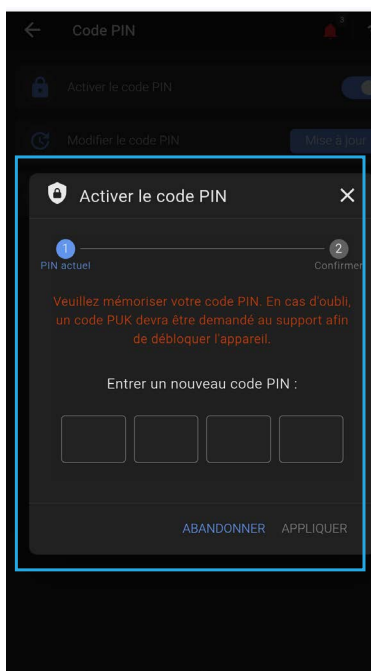 Code PIN
3
Activer le code PIN
Modifier le code PIN
Mise à jour
Activer le code PIN
1
2
PIN actuel
Confirmer
Veuillez mémoriser votre code PIN. En cas d'oubli,
un code PUK devra être demandé au support afin
de débloquer l'appareil.
Entrer un nouveau code PIN :
ABANDONNER
APPLIQUER